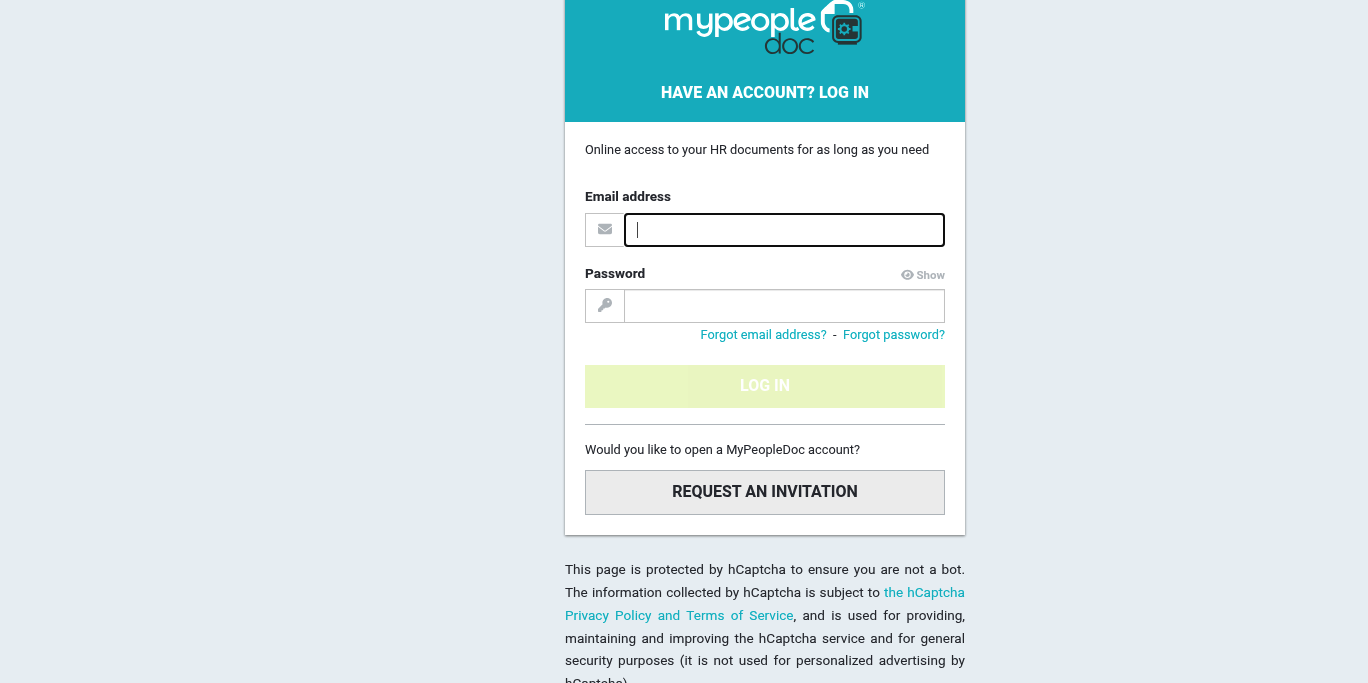 mypeople®
doc
HAVE AN ACCOUNT? LOG IN
Online access to your HR documents for as long as you need
Email address
Password
Show
Forgot email address? - Forgot password?
LOG IN
Would you like to open a MyPeopleDoc account?
REQUEST AN INVITATION
This page is protected by hCaptcha to ensure you are not a bot.
The information collected by hCaptcha is subject to the hCaptcha
Privacy Policy and Terms of Service, and is used for providing,
maintaining and improving the hCaptcha service and for general
security purposes (it is not used for personalized advertising by
hCaptcha)